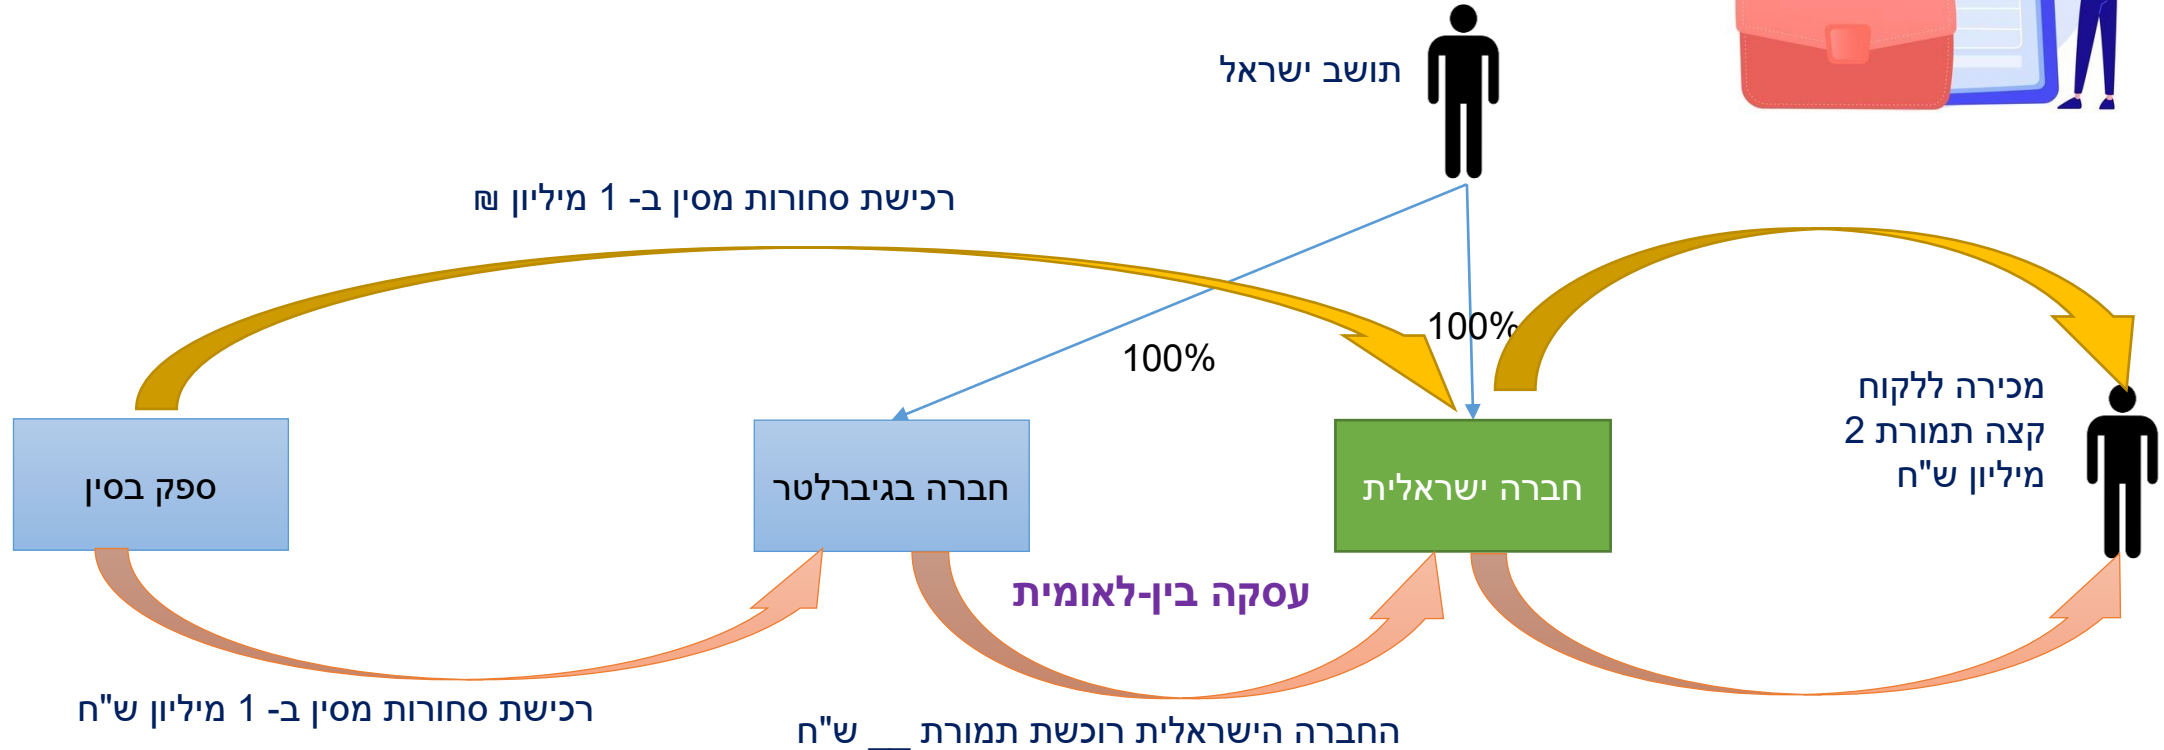 תושב ישראל
רכישת סחורות מסין ב- 1 מיליון ₪
100%
100%
מכירה ללקוח
קצה תמורת 2
מיליון ש"ח
ספק בסין
חברה בגיברלטר
חברה ישראלית
עסקה בין-לאומית
רכישת סחורות מסין ב- 1 מיליון ש"ח
החברה הישראלית רוכשת תמורת __ ש"ח